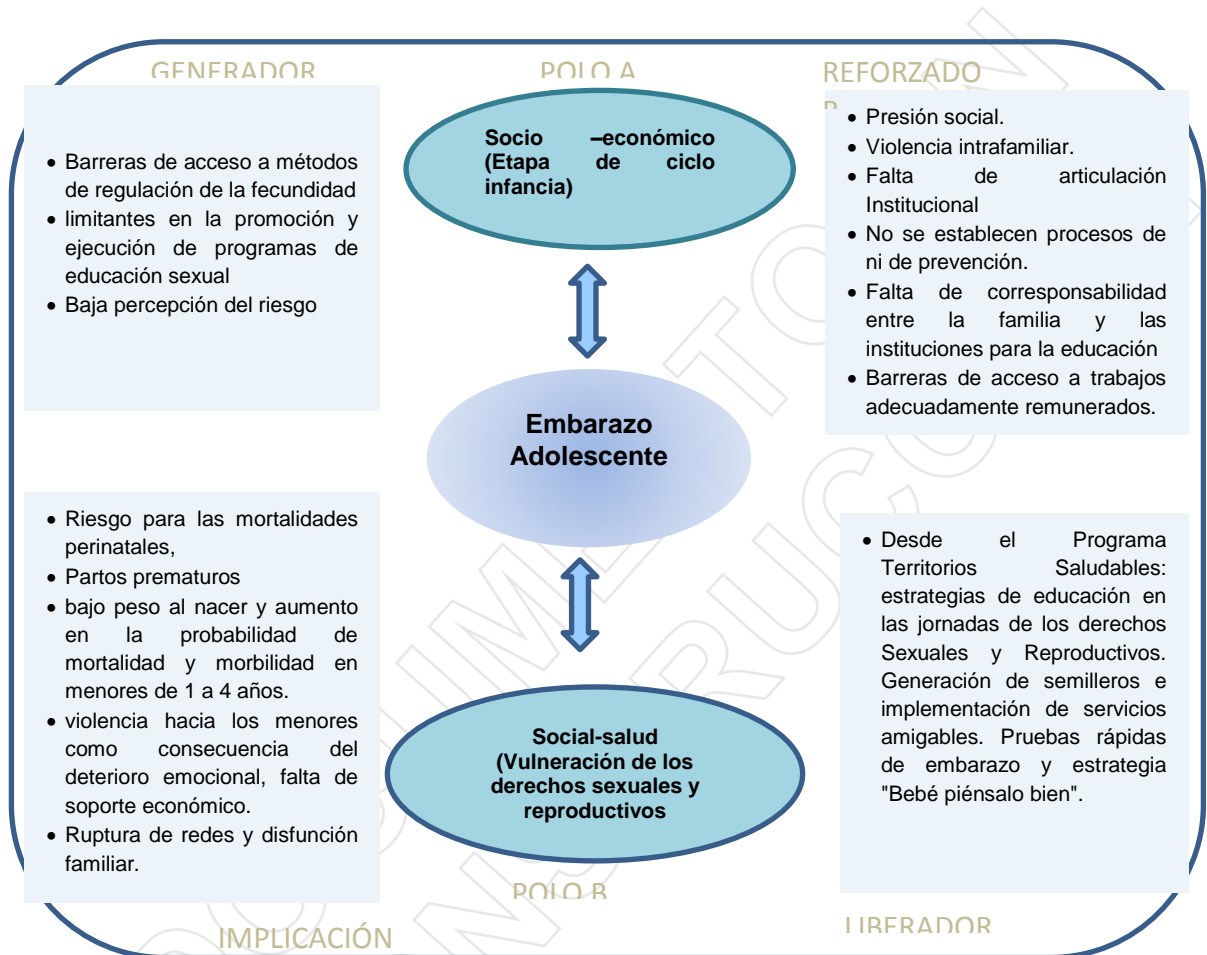 GENERADOR
POLO A
REFORZADO
R
• Barreras de acceso a métodos
de regulación de la fecundidad
• limitantes en la promoción y
ejecución de programas de
educación sexual
• Baja percepción del riesgo
Socio –económico
(Etapa de ciclo
infancia)
• Presión social.
• Violencia intrafamiliar.
• Falta de articulación
Institucional
• No se establecen procesos de
ni de prevención.
• Falta de corresponsabilidad
entre la familia y las
instituciones para la educación
• Barreras de acceso a trabajos
adecuadamente remunerados.
Embarazo
Adolescente
• Riesgo para las mortalidades
perinatales,
• Partos prematuros
• bajo peso al nacer y aumento
en la probabilidad de
mortalidad y morbilidad en
menores de 1 a 4 años.
• violencia hacia los menores
como consecuencia del
deterioro emocional, falta de
soporte económico.
• Ruptura de redes y disfunción
familiar.
Social-salud
(Vulneración de los
derechos sexuales y
reproductivos
• Desde el Programa
Territorios Saludables:
estrategias de educación en
las jornadas de los derechos
Sexuales y Reproductivos.
Generación de semilleros e
implementación de servicios
amigables. Pruebas rápidas
de embarazo y estrategia
"Bebé piénsalo bien".
POLO B
IMPLICACIÓN
LIBERADOR